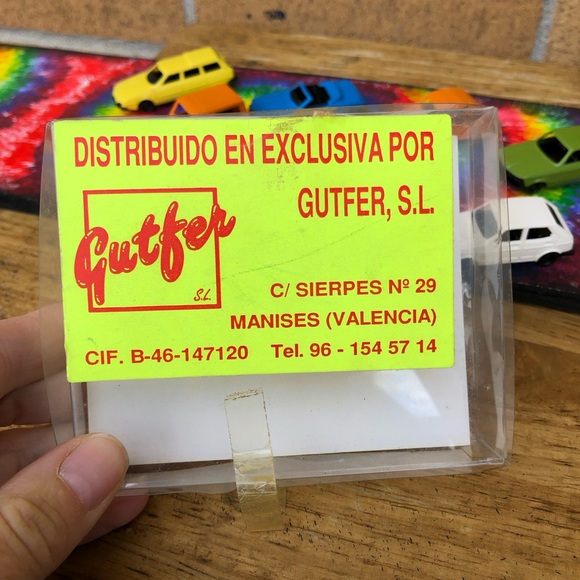 DISTRIBUIDO EN EXCLUSIVA POR
GUTFER, S.L.
Gutfer
S.L.
C/ SIERPES Nº 29
MANISES (VALENCIA)
CIF. B-46-147120 Tel. 96 - 154 57 14